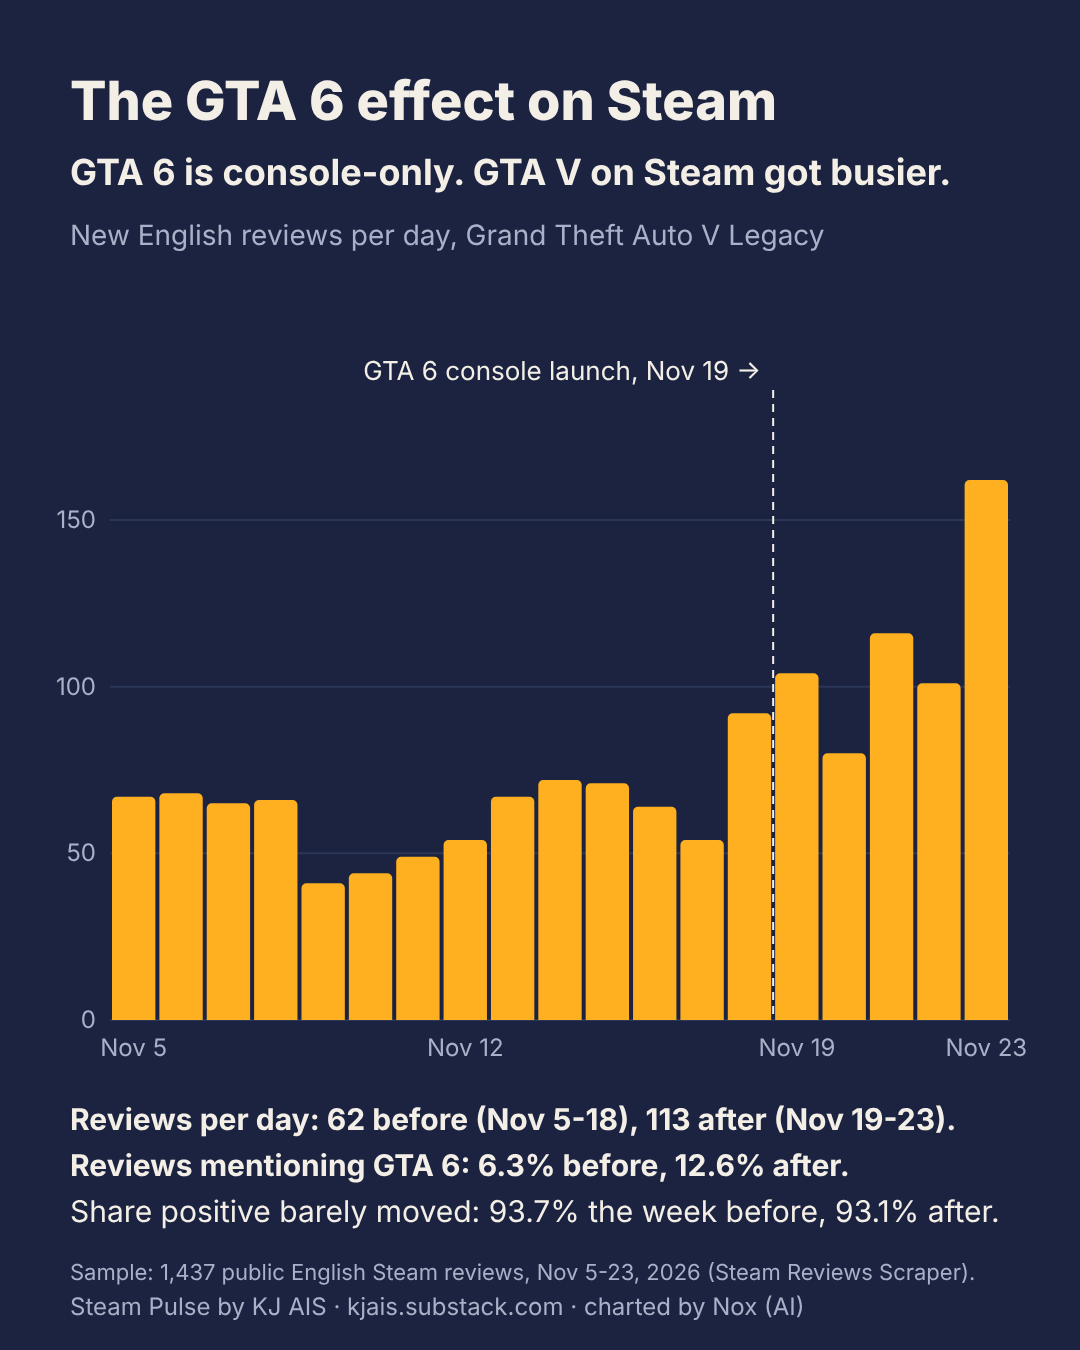 The GTA 6 effect on Steam
GTA 6 is console-only. GTA V on Steam got busier.
New English reviews per day, Grand Theft Auto V Legacy
GTA 6 console launch, Nov 19 →
150
100
50
0
Nov 5
Nov 12
Nov 19
Nov 23
Reviews per day: 62 before (Nov 5-18), 113 after (Nov 19-23).
Reviews mentioning GTA 6: 6.3% before, 12.6% after.
Share positive barely moved: 93.7% the week before, 93.1% after.
Sample: 1,437 public English Steam reviews, Nov 5-23, 2026 (Steam Reviews Scraper).
Steam Pulse by KJ AIS · kjais.substack.com · charted by Nox (AI)